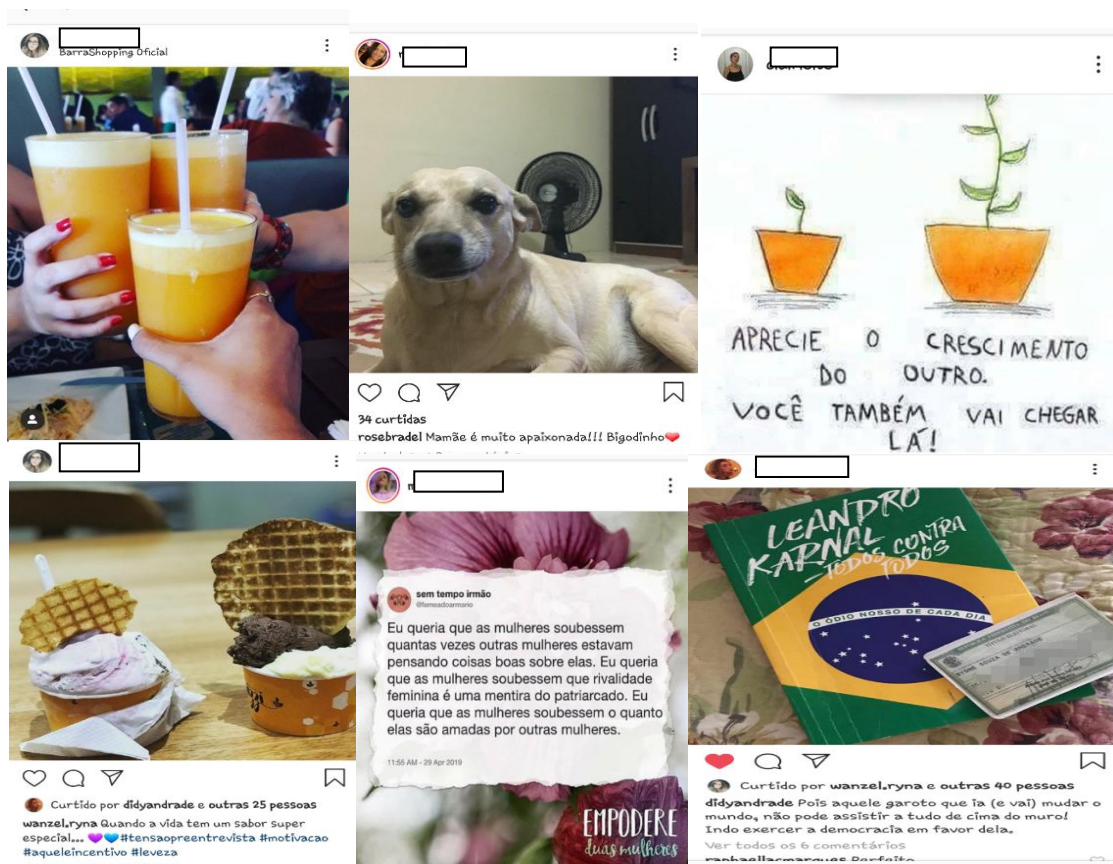 BarraShopping Oficial
34 curtidas
rosebradel Mamãe é muito apaixonada!!! Bigodinho❤
APRECIE O CRESCIMENTO
DO OUTRO.
VOCÊ TAMBÉM VAI CHEGAR
LÁ!
Curtido por didyandrade e outras 25 pessoas
wanzel.ryna Quando a vida tem um sabor super
especial... 💜💙#tensaopreentrevista #motivacao
#aqueleincentivo #leveza
sem tempo irmão
@femeadoarmario
Eu queria que as mulheres soubessem
quantas vezes outras mulheres estavam
pensando coisas boas sobre elas. Eu queria
que as mulheres soubessem que rivalidade
feminina é uma mentira do patriarcado. Eu
queria que as mulheres soubessem o quanto
elas são amadas por outras mulheres.
11:55 AM - 29 Apr 2019
EMPODERE
duas mulheres
LEANDRO
KARNAL
TODOS CONTRA
TODOS
O ÓDIO NOSSO DE CADA DIA
Curtido por wanzel.ryna e outras 40 pessoas
didyandrade Pois aquele garoto que ia (e vai) mudar o
mundo, não pode assistir a tudo de cima do muro!
Indo exercer a democracia em favor dela.
Ver todos os 6 comentários
raphaellacmarques Perfeito